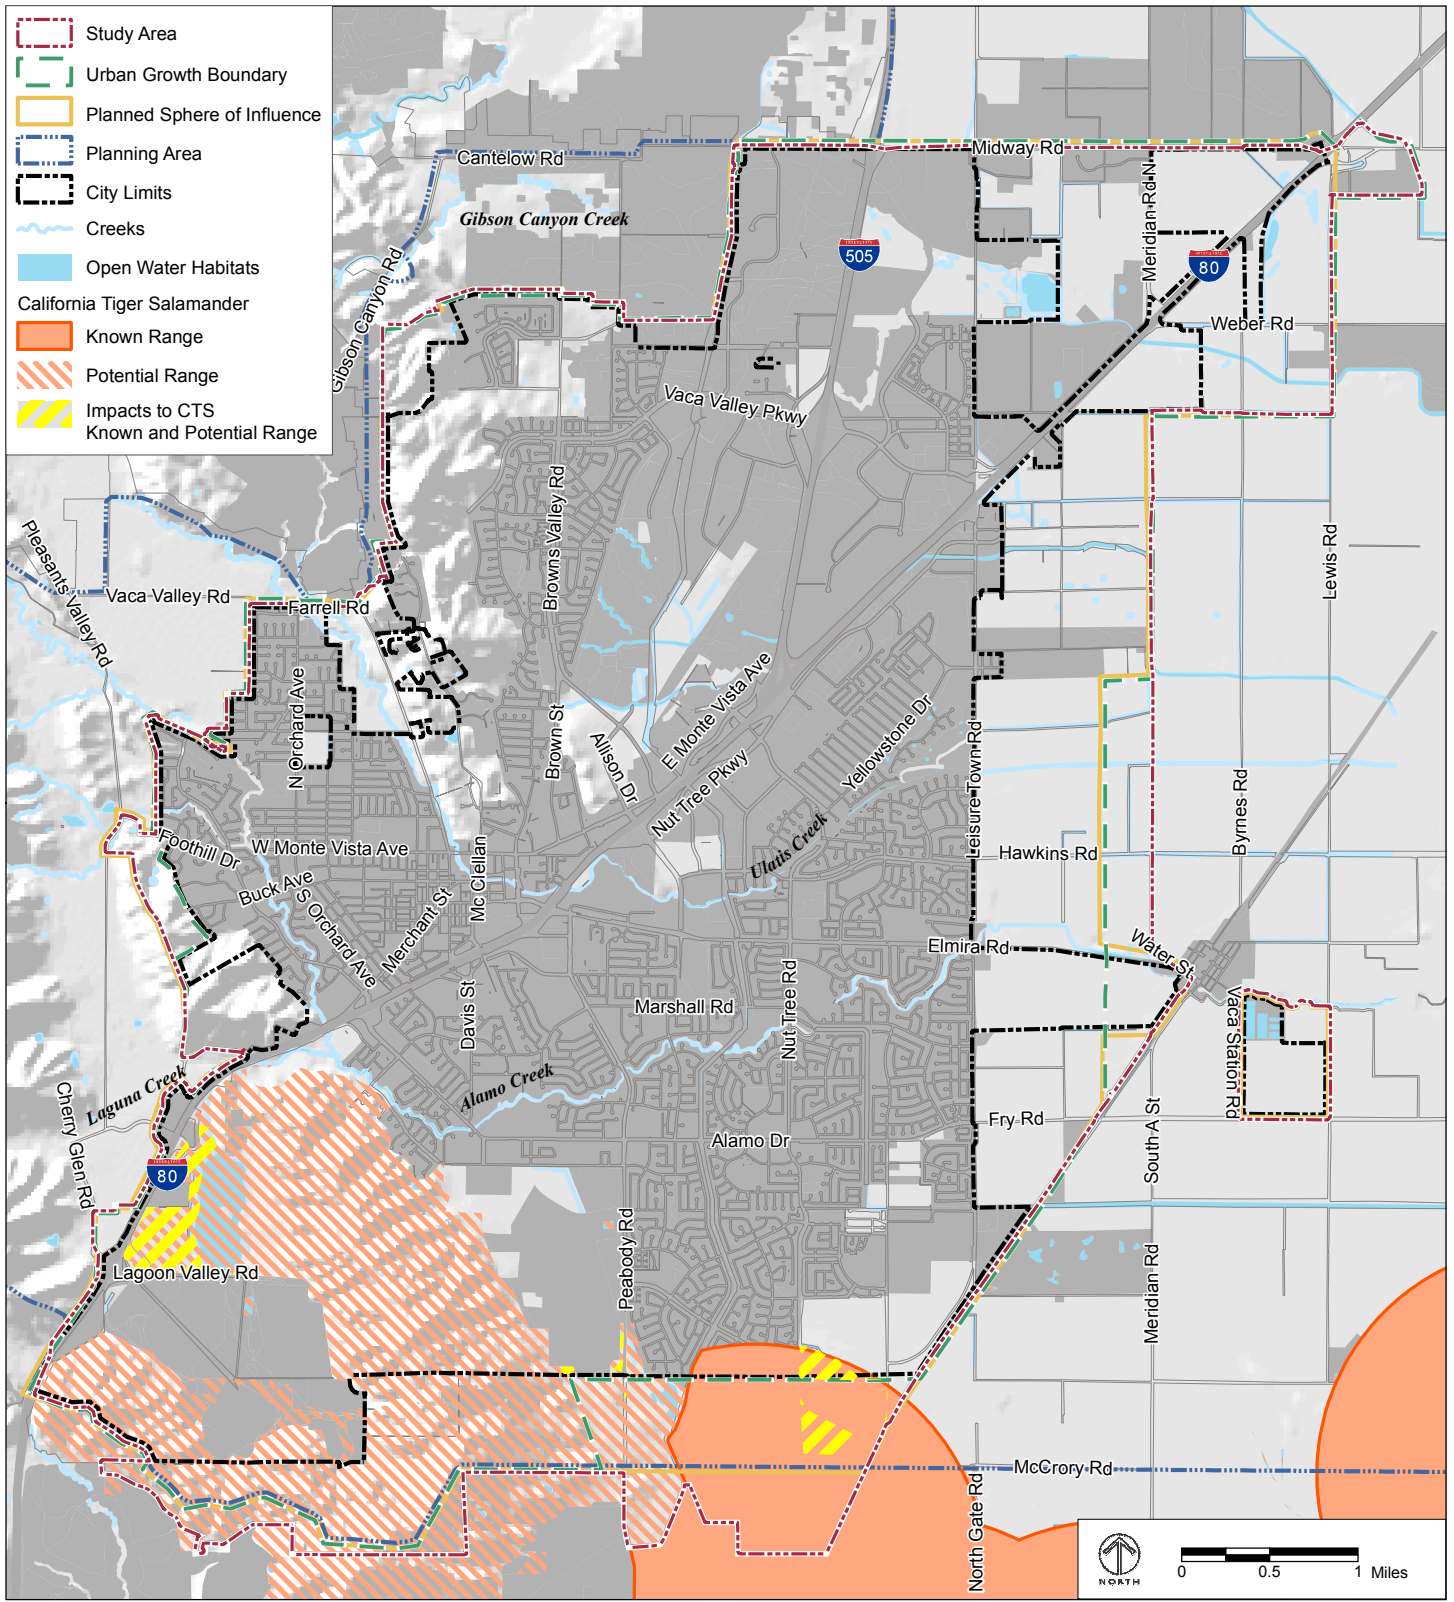 Study Area
Urban Growth Boundary
Planned Sphere of Influence
Planning Area
City Limits
Creeks
Open Water Habitats
California Tiger Salamander
Known Range
Potential Range
Impacts to CTS
Known and Potential Range
Cantelow Rd
Midway Rd
Gibson Canyon Creek
Meridian Rd N
INTERSTATE
505
INTERSTATE
80
Gibson Canyon Rd
Weber Rd
Vaca Valley Pkwy
Browns Valley Rd
Pleasants Valley Rd
Lewis Rd
Vaca Valley Rd
Farrell Rd
N Orchard Ave
E Monte Vista Ave
Yellowstone Dr
Brown St
Allison Dr
Nut Tree Pkwy
Leisure Town Rd
Byrnes Rd
Foothill Dr
W Monte Vista Ave
Mc Clellan
Ulatis Creek
Hawkins Rd
Buck Ave
S Orchard Ave
Merchant St
Elmira Rd
Water St
Davis St
Marshall Rd
Nut Tree Rd
Vaca Station Rd
Laguna Creek
Alamo Creek
Cherry Glen Rd
Fry Rd
South A St
Alamo Dr
INTERSTATE
80
Lagoon Valley Rd
Peabody Rd
Meridian Rd
McCrory Rd
North Gate Rd
NORTH
0
0.5
1 Miles